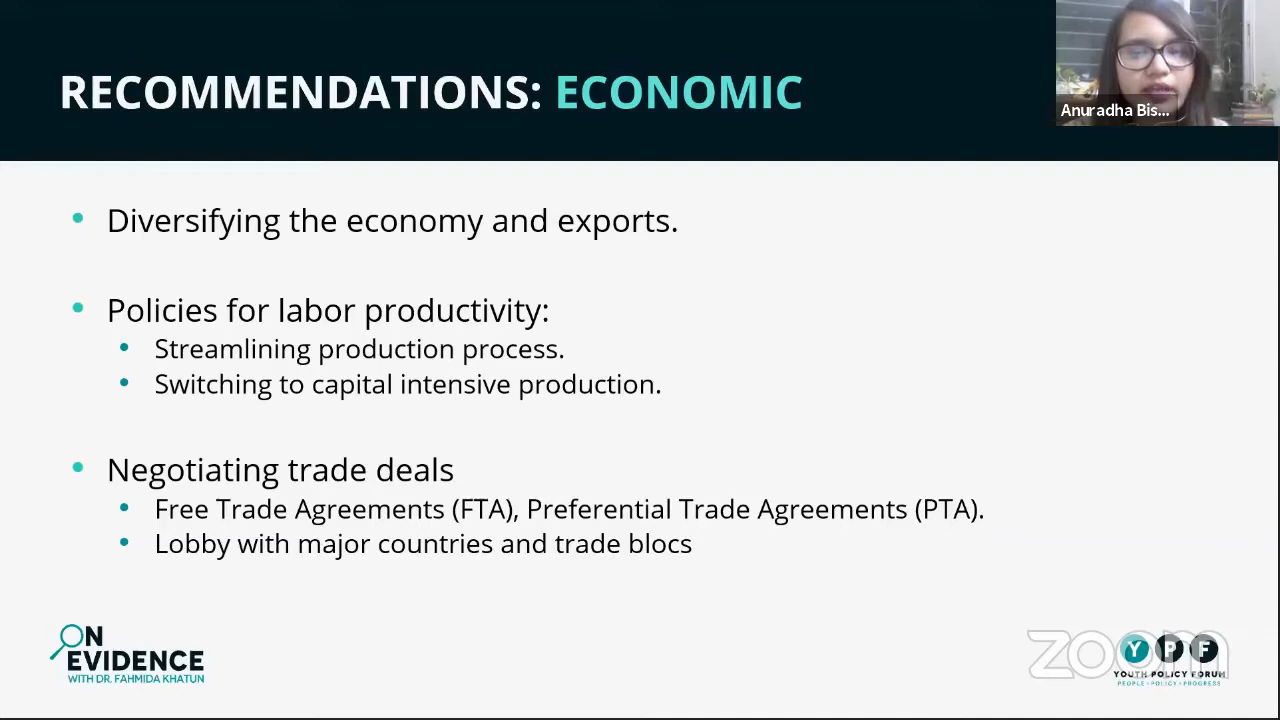 RECOMMENDATIONS: ECONOMIC
Anuradha Bis...
• Diversifying the economy and exports.
• Policies for labor productivity:
• Streamlining production process.
• Switching to capital intensive production.
• Negotiating trade deals
• Free Trade Agreements (FTA), Preferential Trade Agreements (PTA).
• Lobby with major countries and trade blocs
ON
EVIDENCE
WITH DR. FAHMIDA KHATUN
zoom
Y P F
YOUTH POLICY FORUM
PEOPLE • POLICY • PROGRESS